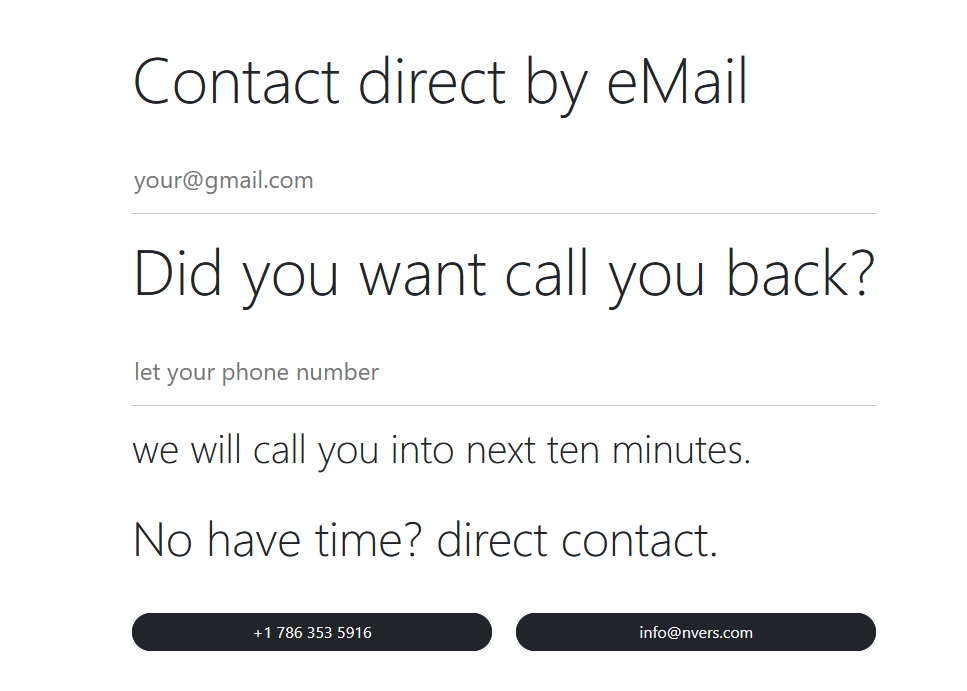 Contact direct by eMail
your@gmail.com
Did you want call you back?
let your phone number
we will call you into next ten minutes.
No have time? direct contact.
+1 786 353 5916
info@nvers.com